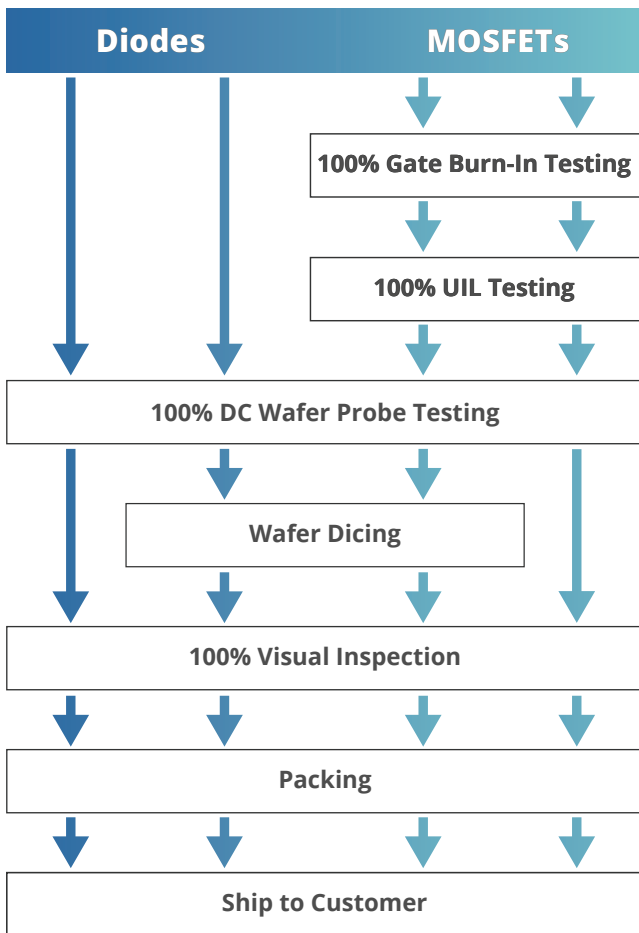 Diodes
MOSFETs
100% Gate Burn-In Testing
100% UIL Testing
100% DC Wafer Probe Testing
Wafer Dicing
100% Visual Inspection
Packing
Ship to Customer